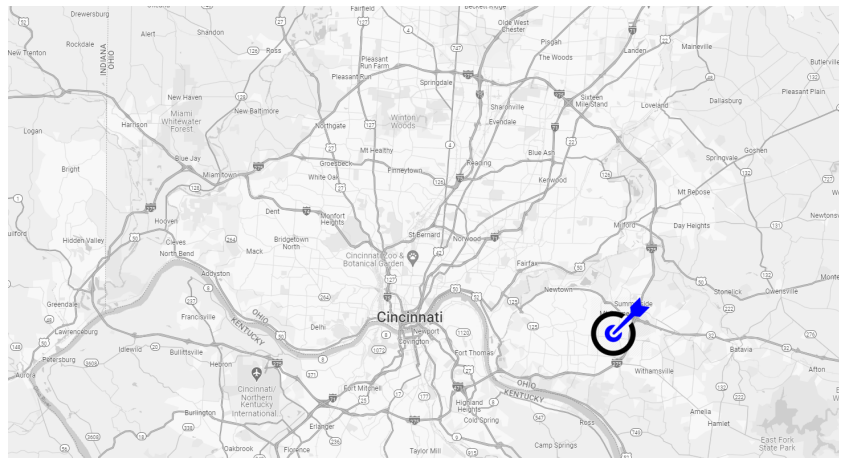 Drewersburg
Fairfield
Olde West
Chester
Alert
Shandon
Rockdale
INDIANA
OHIO
New Trenton
Ross
Pisgan
The Woods
Landen
Maineville
Butlerville
Pleasant
Run Farm
Pleasant Run
Springdale
Sixteen
Mile Stand
Loveland
Dallasburg
Pleasant Plain
New Haven
Miami
Whitewater
Forest
New Baltimore
Sharonville
Evendale
Winton
Woods
Northgate
Harrison
Logan
Mt Healthy
Blue Ash
Goshen
Springvale
Blue Jay
Groesbeck
Reading
Bright
Miamitown
White Oak
Finneytown
Kenwood
Mt Repose
Dent
Monfort
Heights
Hooven
Milford
Day Heights
Hidden Valley
Cleves
North Bend
Mack
Bridgetown
North
St Bernard
Norwood
Cincinnati Zoo &
Botanical Garden
Fairfax
Addyston
Newtown
Stonelick
Owensville
Greendale
Lawrenceburg
Francisville
OHIO
KENTUCKY
Delhi
Cincinnati
Newport
Covington
Petersburg
Idlewild
Bullittsville
Hebron
Fort Thomas
Batavia
Afton
Aurora
Withamsville
Cincinnati/
Northern
Kentucky
International
Fort Mitchell
OHIO
KENTUCKY
Highland
Heights
Cold Spring
Ross
Amelia
Hamlet
Burlington
Erlanger
East Fork
State Park
Oakbrook
Florence
Taylor Mill
Camp Springs